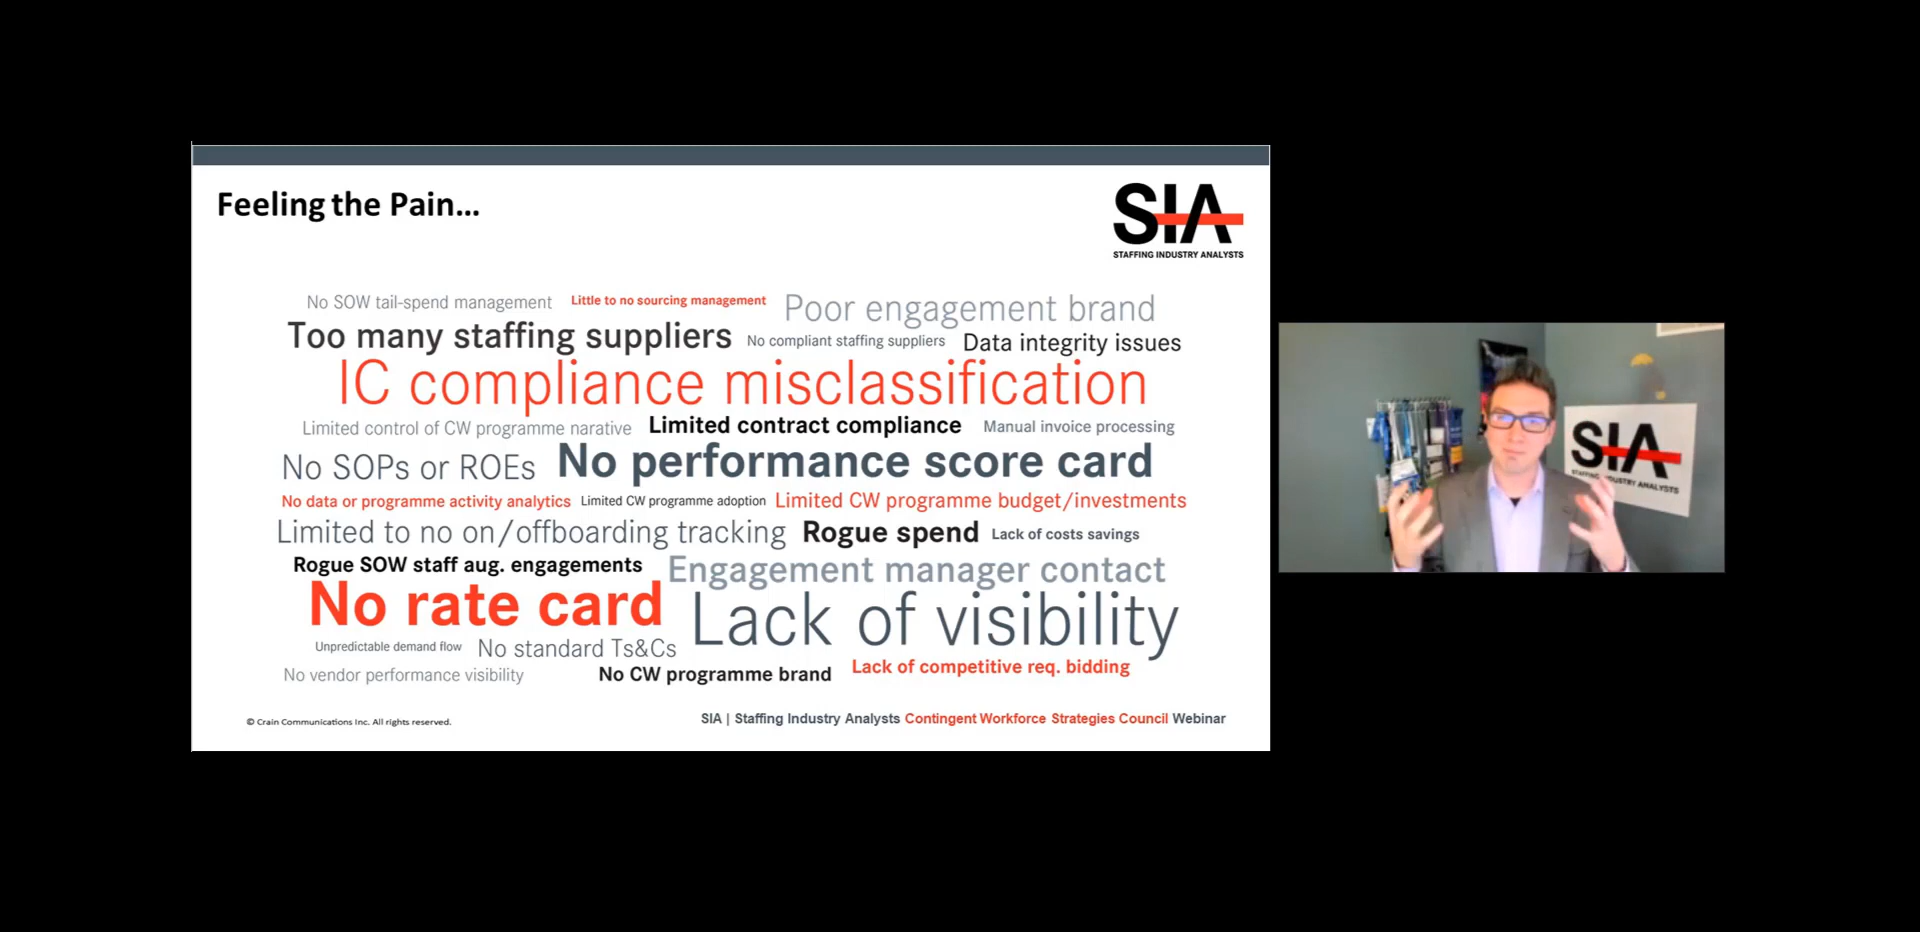 Feeling the Pain...
SIA
STAFFING INDUSTRY ANALYSTS
No SOW tail-spend management Little to no sourcing management Poor engagement brand
Too many staffing suppliers No compliant staffing suppliers Data integrity issues
IC compliance misclassification
Limited control of CW programme narative Limited contract compliance Manual invoice processing
No SOPs or ROEs No performance score card
No data or programme activity analytics Limited CW programme adoption Limited CW programme budget/investments
Limited to no on/offboarding tracking Rogue spend Lack of costs savings
Rogue SOW staff aug. engagements Engagement manager contact
No rate card Lack of visibility
Unpredictable demand flow No standard Ts&Cs
No vendor performance visibility No CW programme brand Lack of competitive req. bidding
© Crain Communications Inc. All rights reserved.
SIA | Staffing Industry Analysts Contingent Workforce Strategies Council Webinar
SIA
STAFFING INDUSTRY ANALYSTS